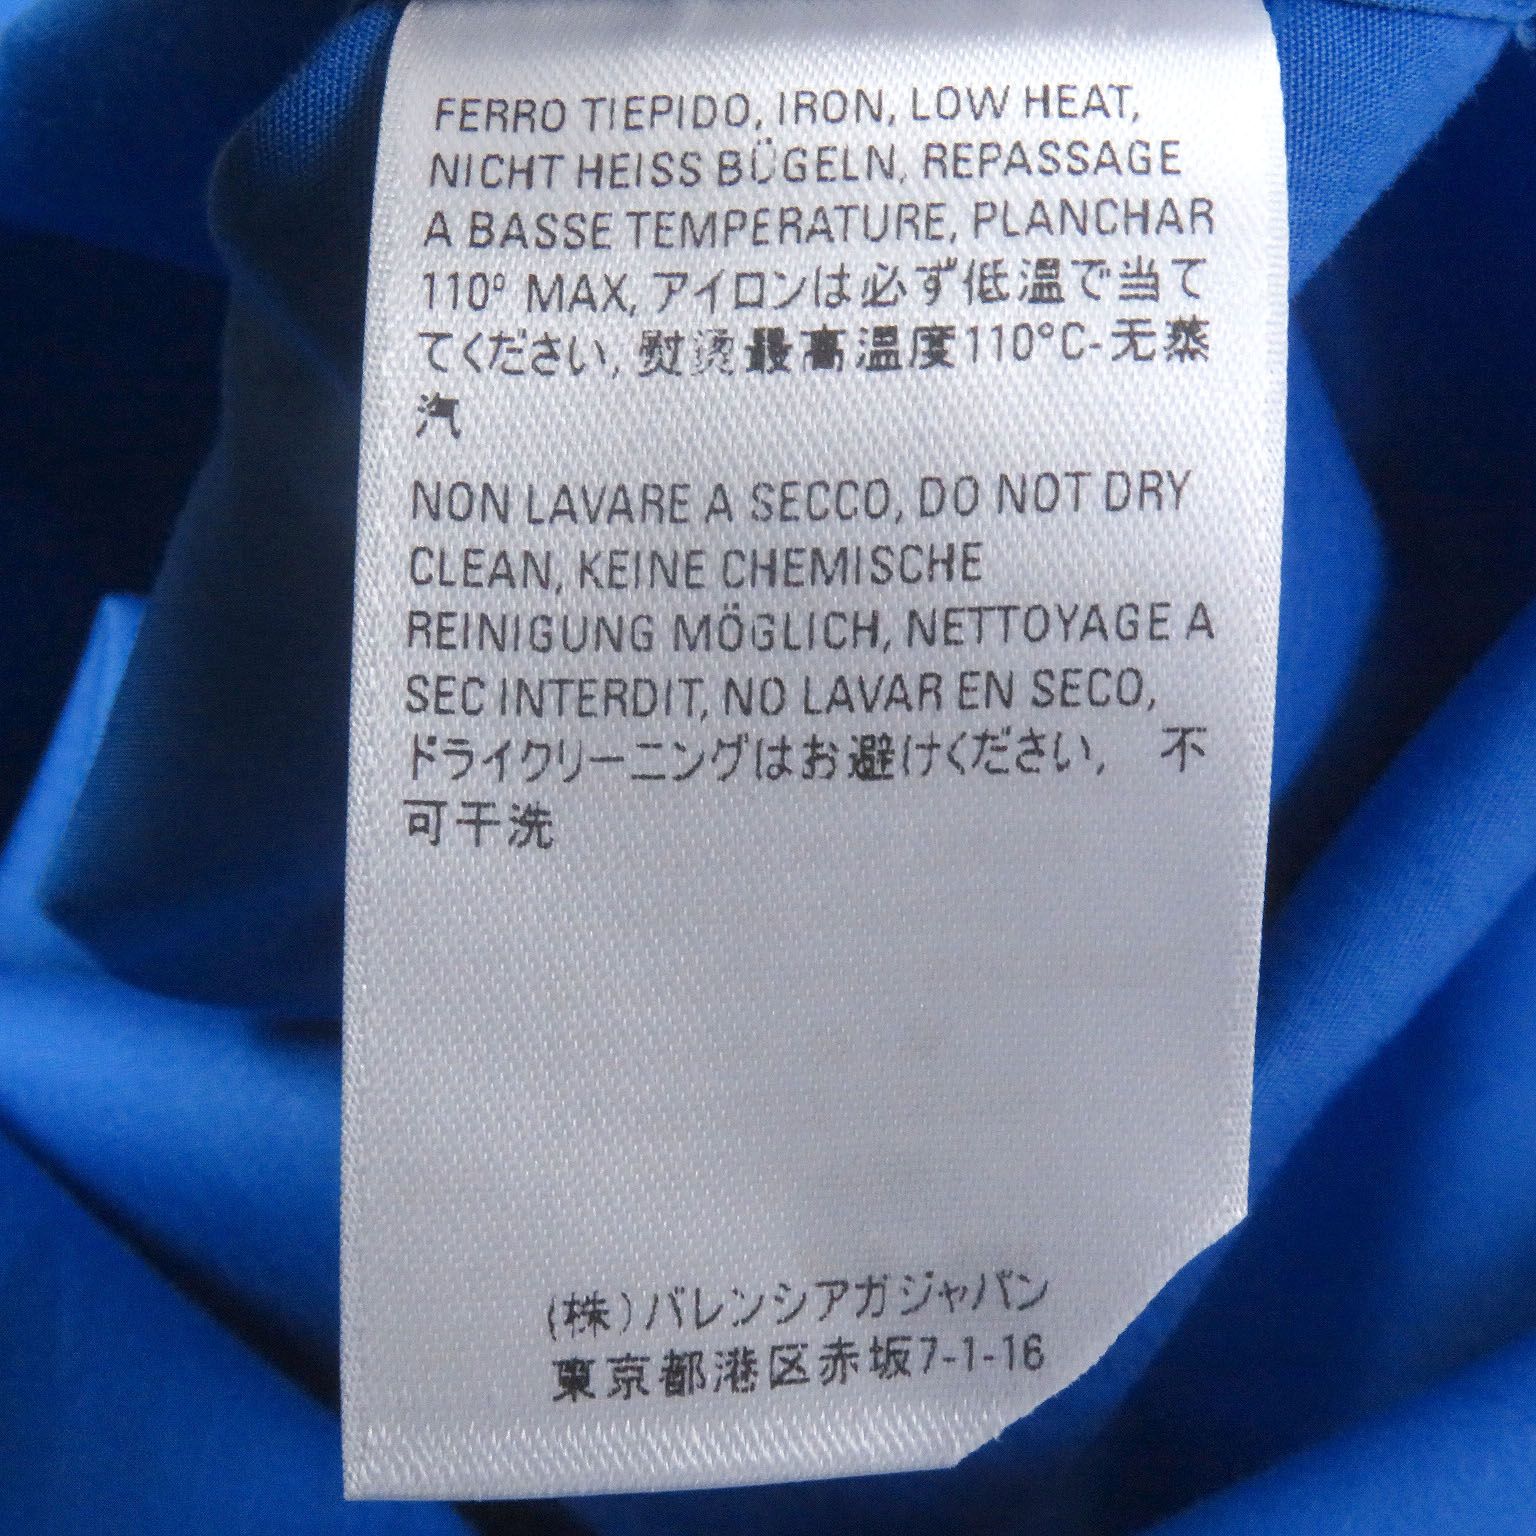 FERRO TIEPIDO, IRON, LOW HEAT,
NICHT HEISS BÜGELN, REPASSAGE
A BASSE TEMPERATURE, PLANCHAR
110° MAX, アイロンは必ず低温で当て
てください, 熨烫最高温度110°C-无蒸
汽
NON LAVARE A SECCO, DO NOT DRY
CLEAN, KEINE CHEMISCHE
REINIGUNG MÖGLICH, NETTOYAGE A
SEC INTERDIT, NO LAVAR EN SECO,
ドライクリーニングはお避けください, 不
可干洗
(株)バレンシアガジャパン
東京都港区赤坂7-1-16